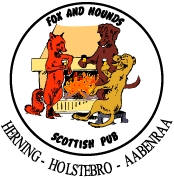 FOX AND HOUNDS
SCOTTISH PUB
HERNING - HOLSTEBRO - AABENRAA